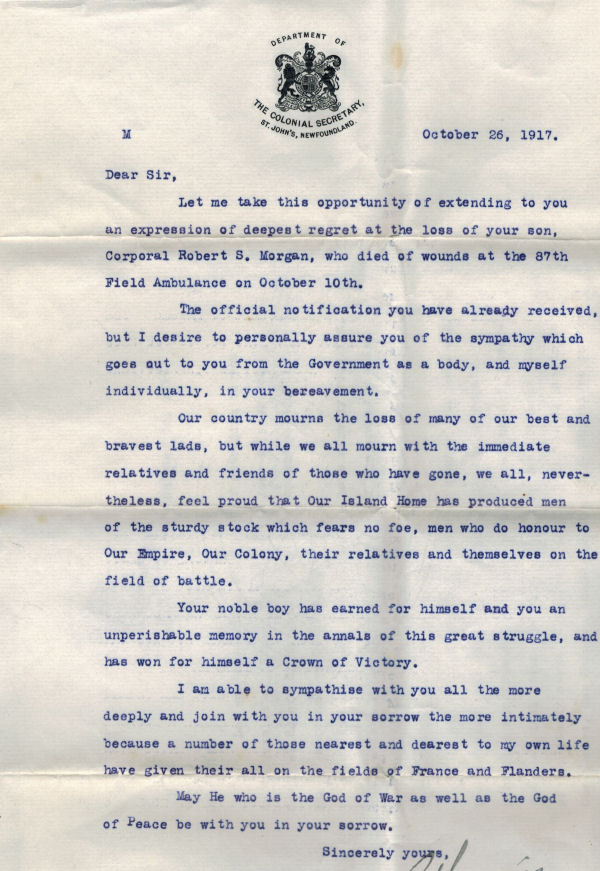 DEPARTMENT OF
THE COLONIAL SECRETARY,
ST. JOHN'S, NEWFOUNDLAND.
M
October 26, 1917.
Dear Sir,
Let me take this opportunity of extending to you
an expression of deepest regret at the loss of your son,
Corporal Robert S. Morgan, who died of wounds at the 87th
Field Ambulance on October 10th.
The official notification you have already received,
but I desire to personally assure you of the sympathy which
goes out to you from the Government as a body, and myself
individually, in your bereavement.
Our country mourns the loss of many of our best and
bravest lads, but while we all mourn with the immediate
relatives and friends of those who have gone, we all, never-
theless, feel proud that Our Island Home has produced men
of the sturdy stock which fears no foe, men who do honour to
Our Empire, Our Colony, their relatives and themselves on the
field of battle.
Your noble boy has earned for himself and you an
unperishable memory in the annals of this great struggle, and
has won for himself a Crown of Victory.
I am able to sympathise with you all the more
deeply and join with you in your sorrow the more intimately
because a number of those nearest and dearest to my own life
have given their all on the fields of France and Flanders.
May He who is the God of War as well as the God
of Peace be with you in your sorrow.
Sincerely yours,